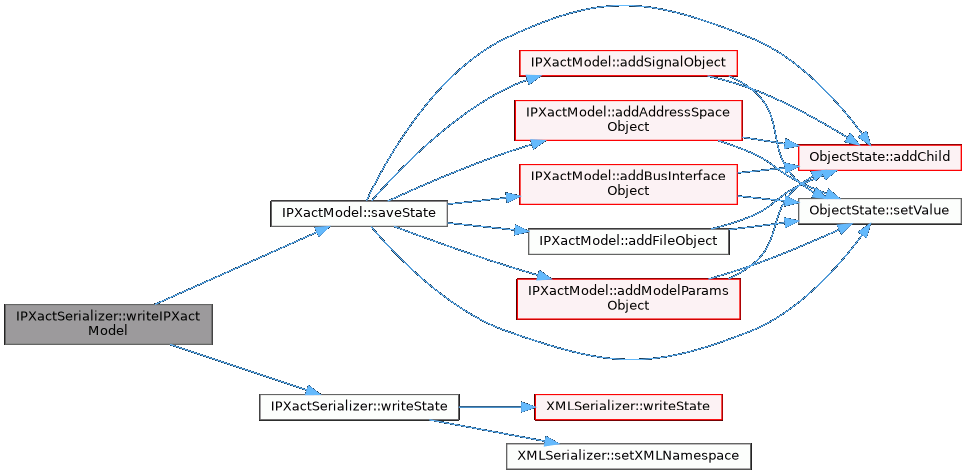 IPXactModel::addSignalObject
IPXactModel::addAddressSpace
Object
ObjectState::addChild
IPXactModel::addBusInterface
Object
IPXactModel::saveState
ObjectState::setValue
IPXactModel::addFileObject
IPXactModel::addModelParams
Object
IPXactSerializer::writeIPXact
Model
IPXactSerializer::writeState
XMLSerializer::writeState
XMLSerializer::setXMLNamespace